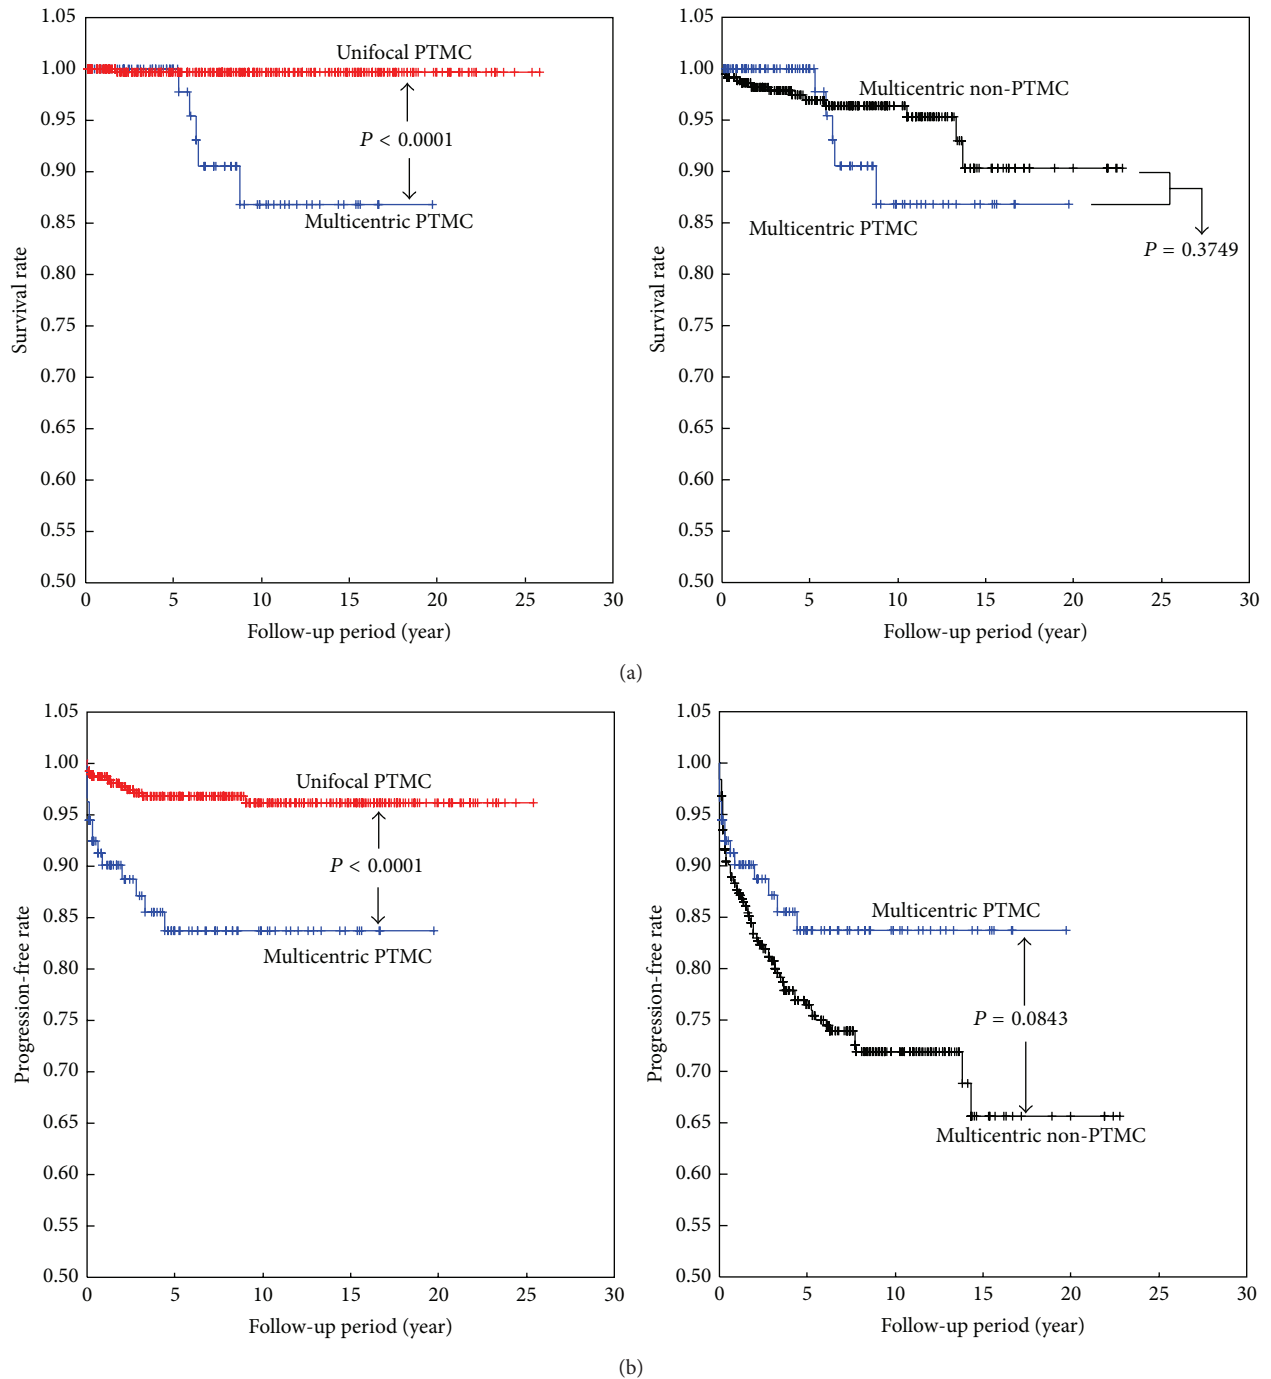 1.05
1.00
0.95
0.90
0.85
0.80
0.75
0.70
0.65
0.60
0.55
0.50
Survival rate
Unifocal PTMC
P < 0.0001
Multicentric PTMC
0 5 10 15 20 25 30
Follow-up period (year)
1.05
1.00
0.95
0.90
0.85
0.80
0.75
0.70
0.65
0.60
0.55
0.50
Survival rate
Multicentric non-PTMC
Multicentric PTMC
P = 0.3749
0 5 10 15 20 25 30
Follow-up period (year)
(a)
1.05
1.00
0.95
0.90
0.85
0.80
0.75
0.70
0.65
0.60
0.55
0.50
Progression-free rate
Unifocal PTMC
P < 0.0001
Multicentric PTMC
0 5 10 15 20 25 30
Follow-up period (year)
1.05
1.00
0.95
0.90
0.85
0.80
0.75
0.70
0.65
0.60
0.55
0.50
Progression-free rate
Multicentric PTMC
P = 0.0843
Multicentric non-PTMC
0 5 10 15 20 25 30
Follow-up period (year)
(b)